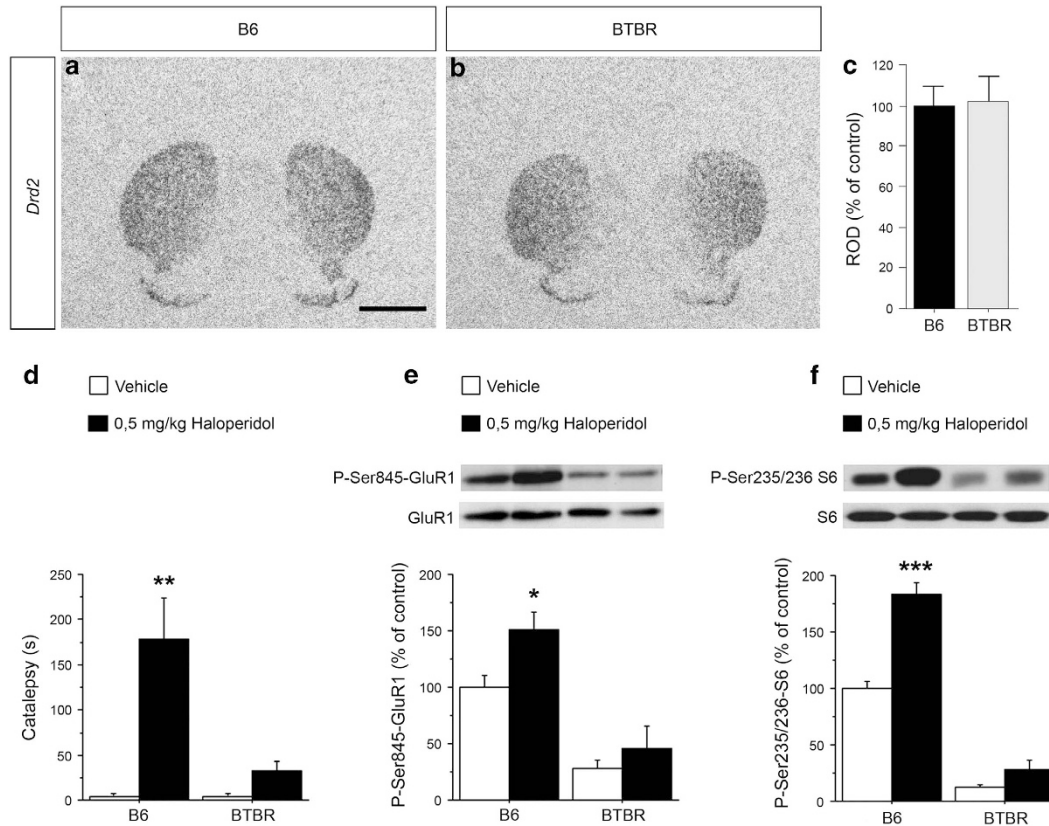 B6
BTBR
Drd2
a
b
c
ROD (% of control)
120
100
80
60
40
20
0
B6
BTBR
d
Vehicle
0,5 mg/kg Haloperidol
Catalepsy (s)
250
200
150
100
50
0
**
B6
BTBR
e
Vehicle
0,5 mg/kg Haloperidol
P-Ser845-GluR1
GluR1
P-Ser845-GluR1 (% of control)
200
150
100
50
0
*
B6
BTBR
f
Vehicle
0,5 mg/kg Haloperidol
P-Ser235/236 S6
S6
P-Ser235/236-S6 (% of control)
200
150
100
50
0
***
B6
BTBR